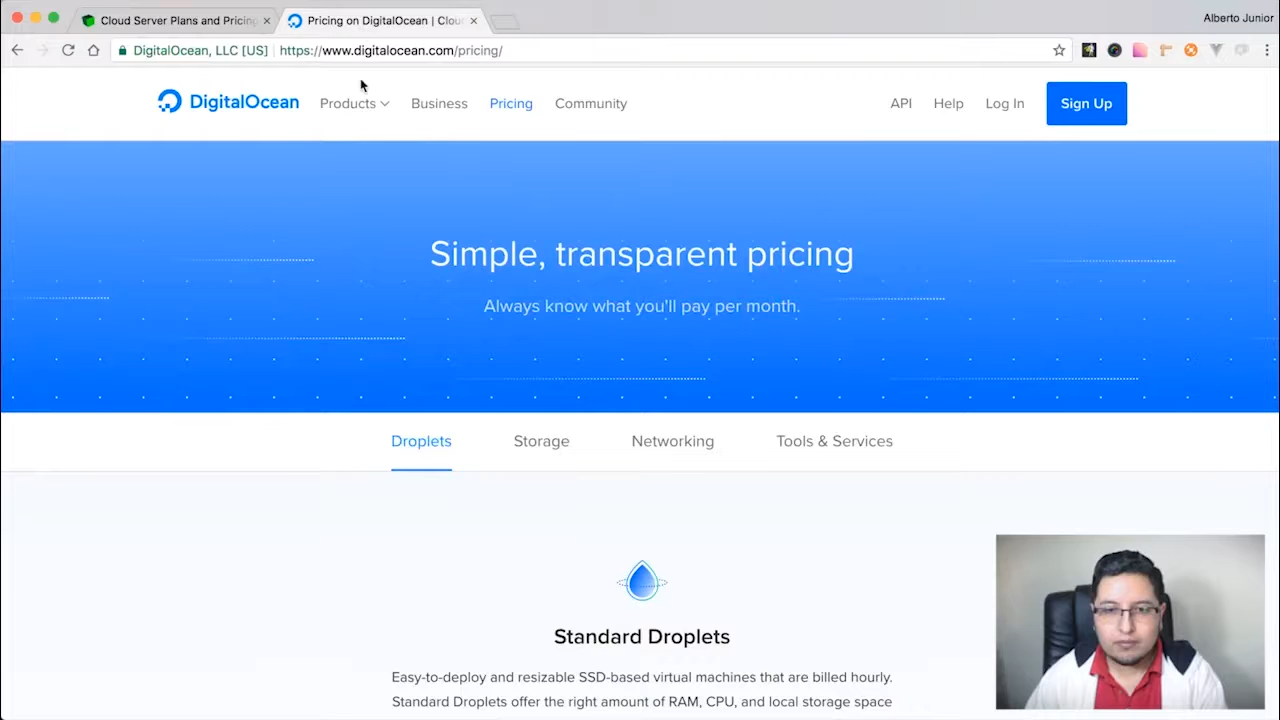 Cloud Server Plans and Pricing
Pricing on DigitalOcean | Clou
Alberto Junior
DigitalOcean, LLC [US]
https://www.digitalocean.com/pricing/
DigitalOcean
Products
Business
Pricing
Community
API
Help
Log In
Sign Up
Simple, transparent pricing
Always know what you'll pay per month.
Droplets
Storage
Networking
Tools & Services
Standard Droplets
Easy-to-deploy and resizable SSD-based virtual machines that are billed hourly.
Standard Droplets offer the right amount of RAM, CPU, and local storage space